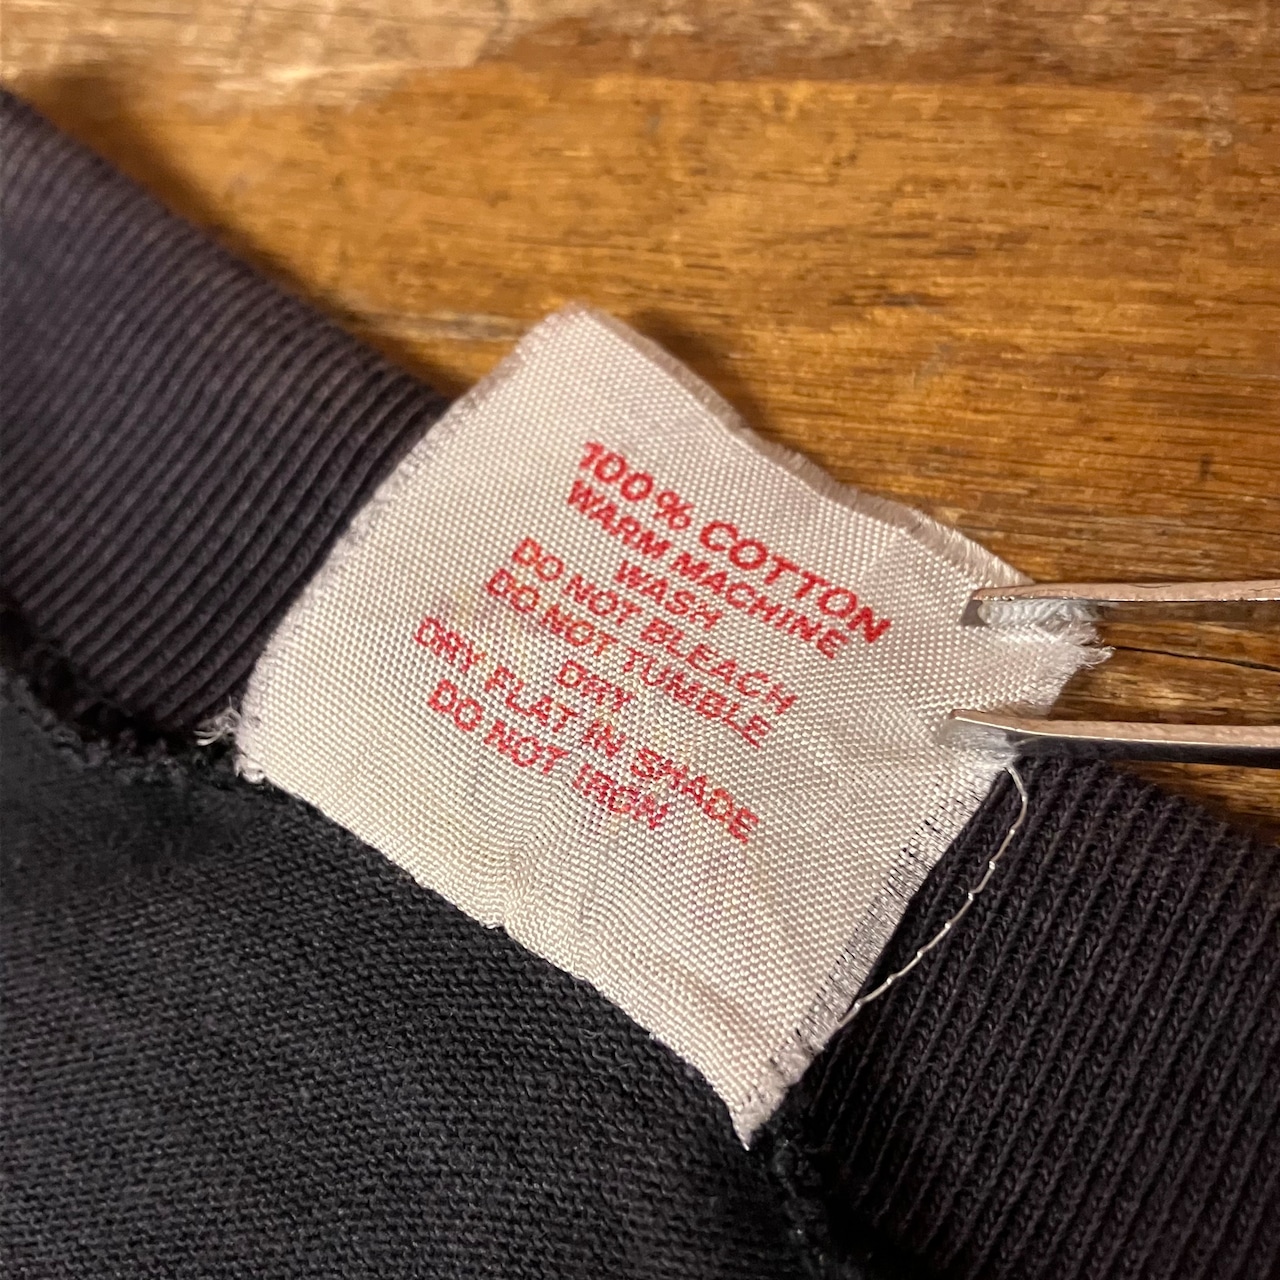 100% COTTON
WARM MACHINE
WASH
DO NOT BLEACH
DO NOT TUMBLE
DRY
DRY FLAT IN SHADE
DO NOT IRON